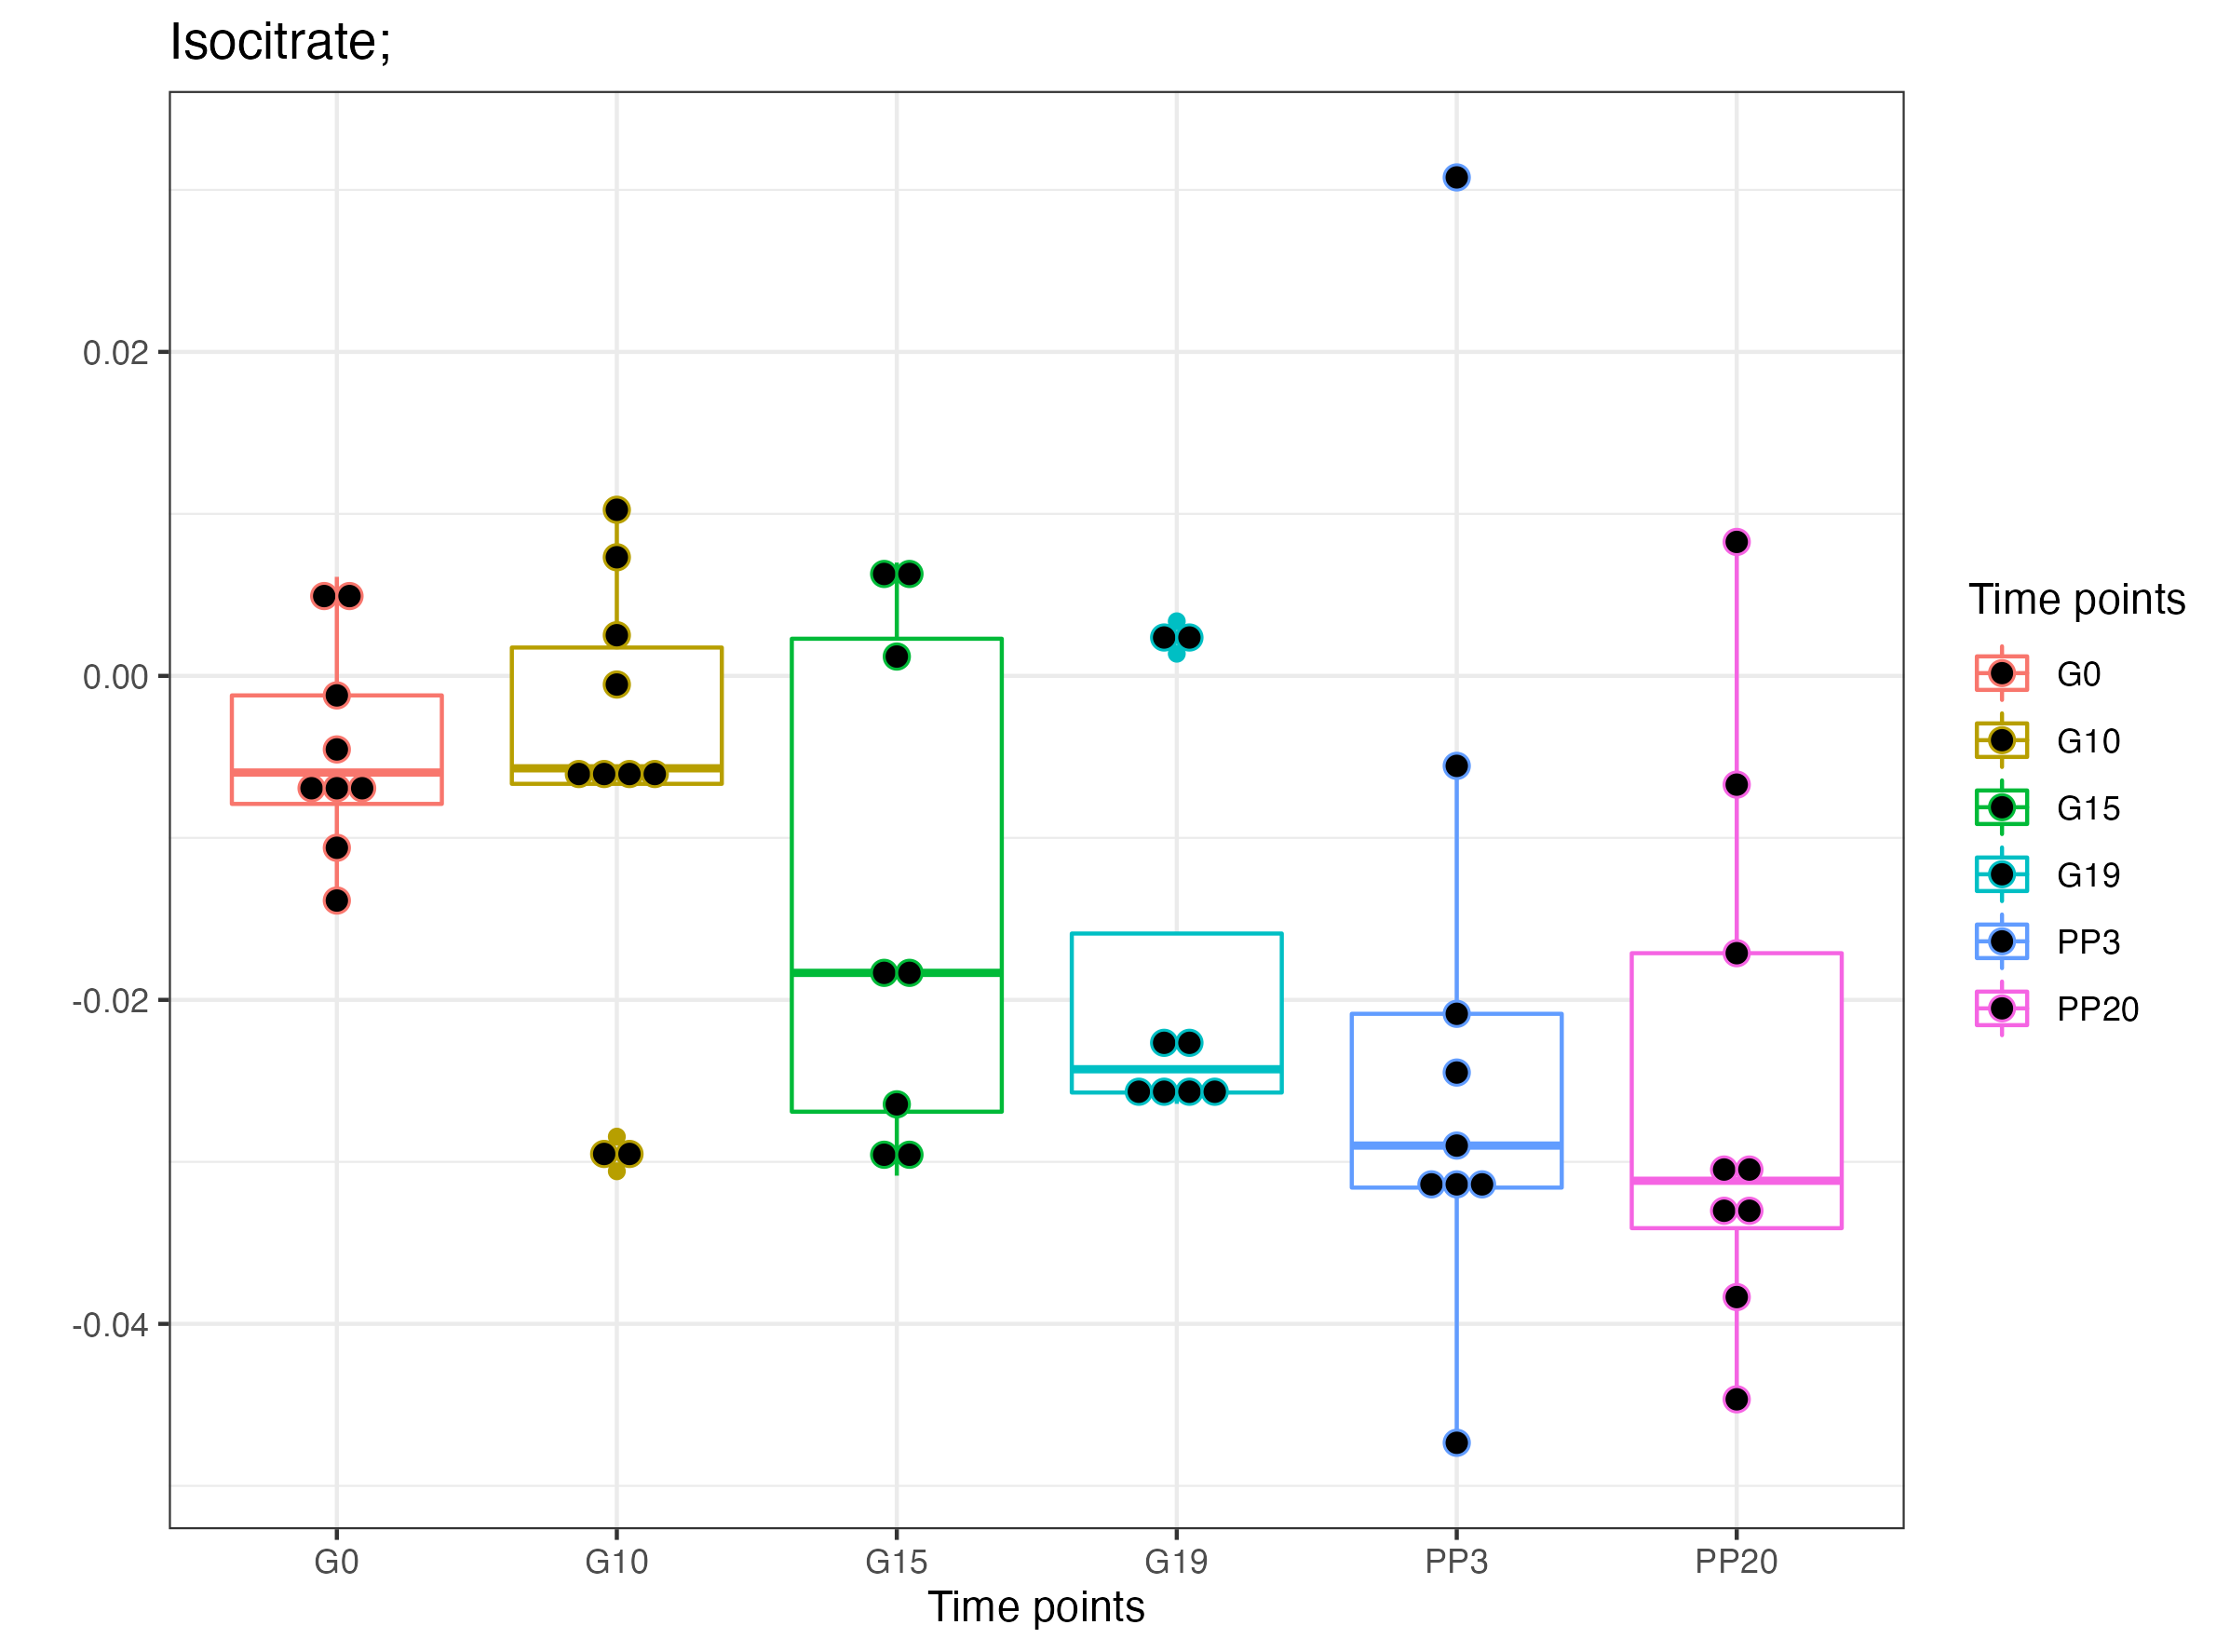 Isocitrate;
0.02
0.00
-0.02
-0.04
G0 G10 G15 G19 PP3 PP20
Time points
Time points
G0
G10
G15
G19
PP3
PP20